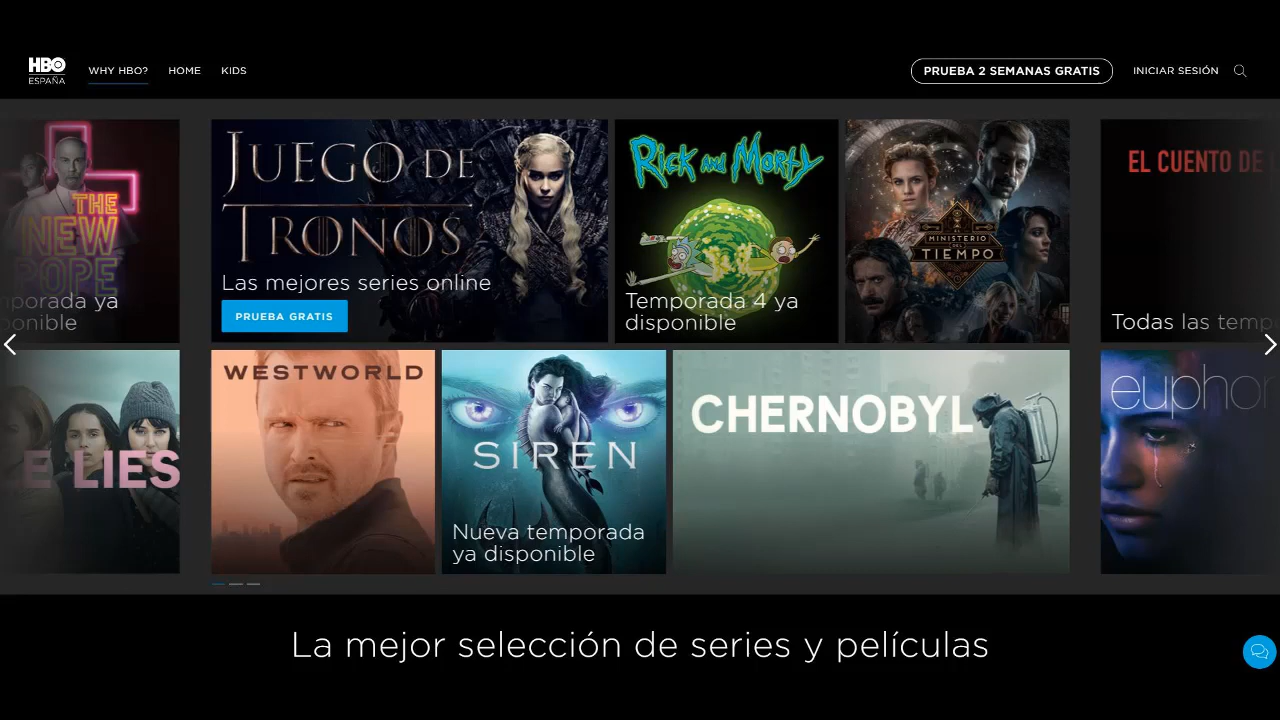 HBO
ESPAÑA
WHY HBO?
HOME
KIDS
PRUEBA 2 SEMANAS GRATIS
INICIAR SESIÓN
THE
NEW
POPE
mporada ya
ponible
JUEGO DE
TRONOS
Las mejores series online
PRUEBA GRATIS
Rick and Morty
Temporada 4 ya
disponible
EL
MINISTERIO
DEL
TIEMPO
EL CUENTO DE
Todas las temp
E LIES
WESTWORLD
SIREN
Nueva temporada
ya disponible
CHERNOBYL
euphor
La mejor selección de series y películas